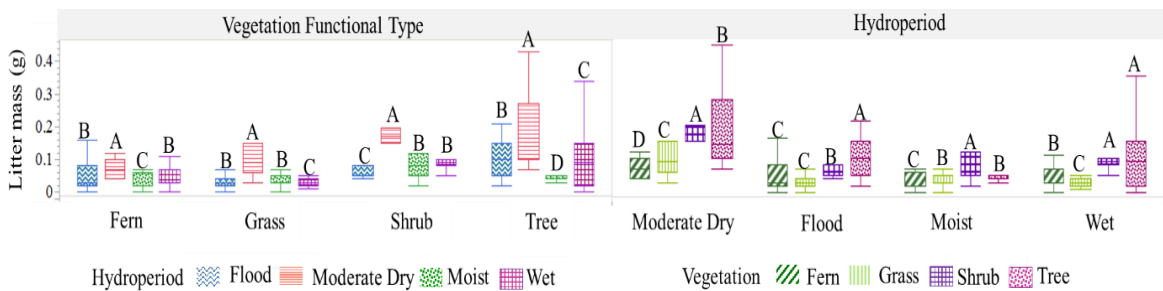 Vegetation Functional Type
Hydroperiod
Litter mass (g)
0.4
0.3
0.2
0.1
0
B A C B
B A B C
C A B B
B A D C
D C A B
C C B A
C B A B
B C A A
Fern Grass Shrub Tree
Moderate Dry Flood Moist Wet
Hydroperiod Flood Moderate Dry Moist Wet
Vegetation Fern Grass Shrub Tree